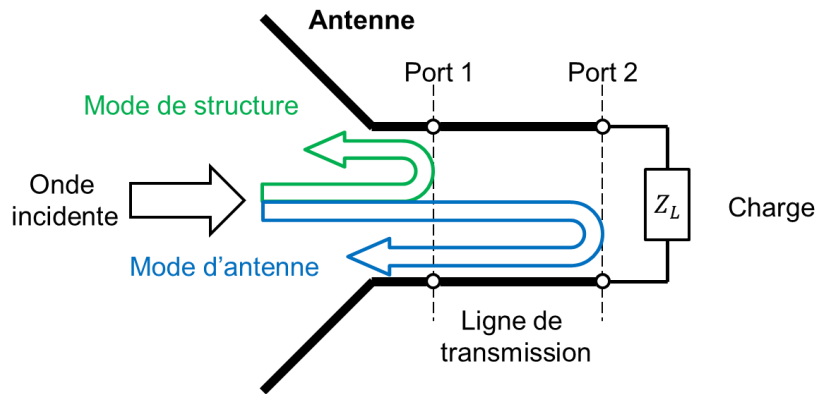 Antenne
Port 1
Port 2
Mode de structure
Onde
incidente
Z_L
Charge
Mode d'antenne
Ligne de
transmission